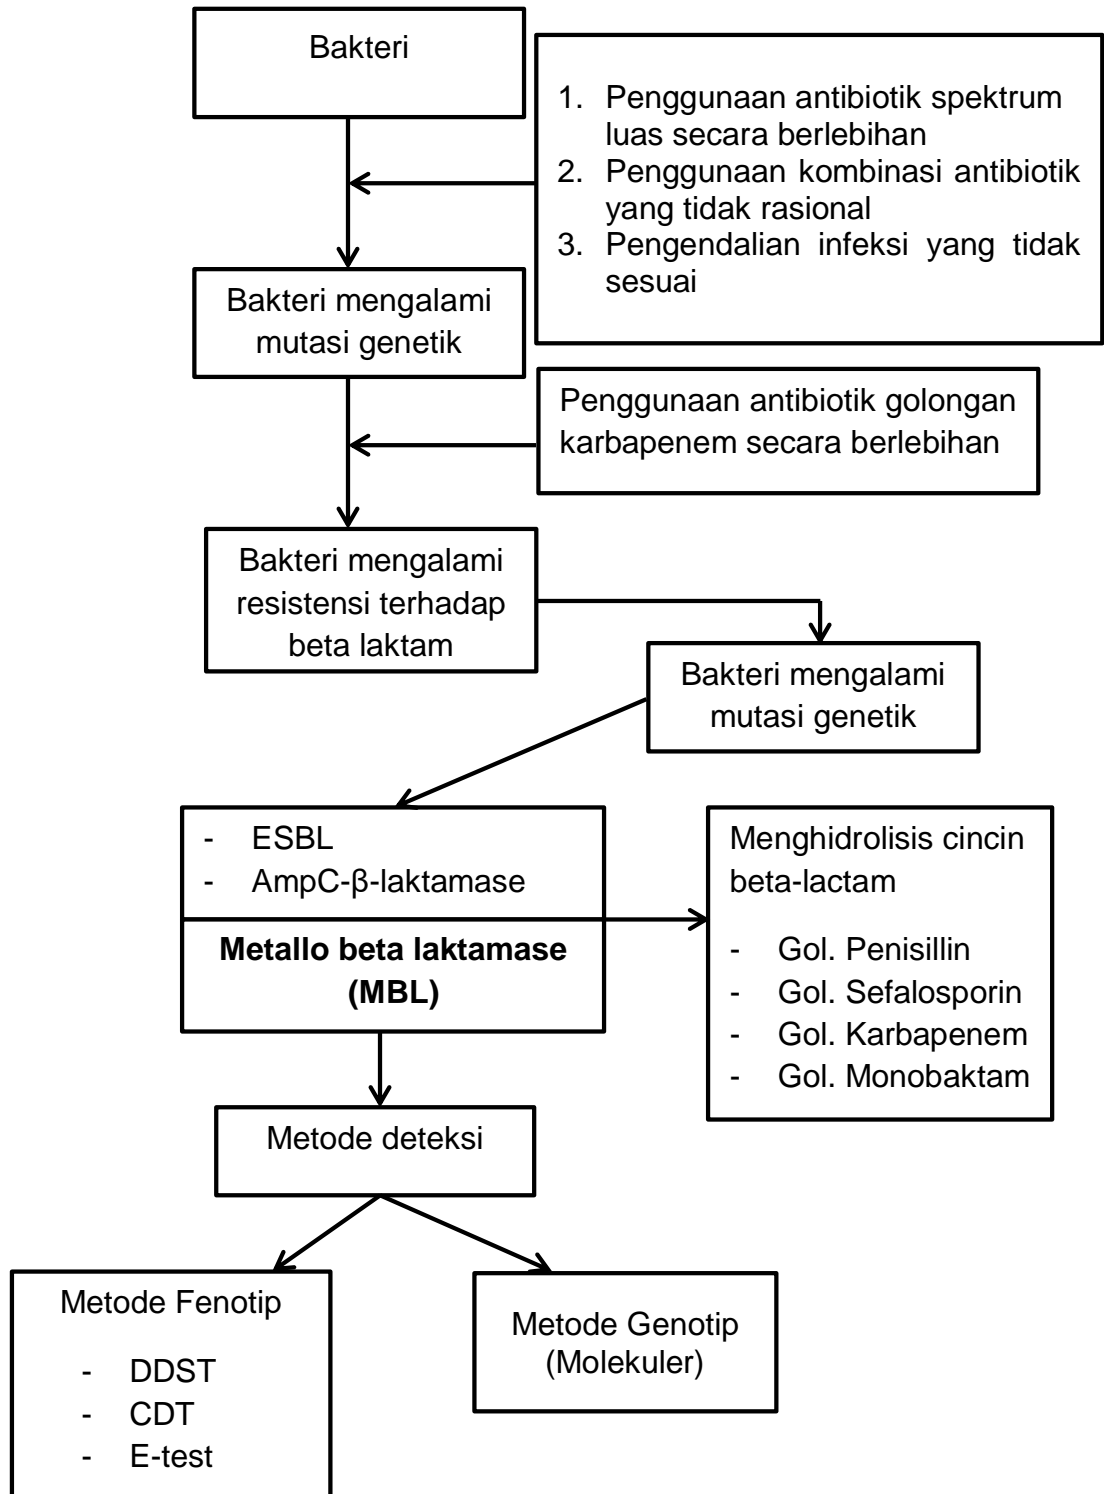 Bakteri
1. Penggunaan antibiotik spektrum
luas secara berlebihan
2. Penggunaan kombinasi antibiotik
yang tidak rasional
3. Pengendalian infeksi yang tidak
sesuai
Bakteri mengalami
mutasi genetik
Penggunaan antibiotik golongan
karbapenem secara berlebihan
Bakteri mengalami
resistensi terhadap
beta laktam
Bakteri mengalami
mutasi genetik
- ESBL
- AmpC-β-laktamase
Metallo beta laktamase
(MBL)
Menghidrolisis cincin
beta-lactam
- Gol. Penisillin
- Gol. Sefalosporin
- Gol. Karbapenem
- Gol. Monobaktam
Metode deteksi
Metode Fenotip
- DDST
- CDT
- E-test
Metode Genotip
(Molekuler)